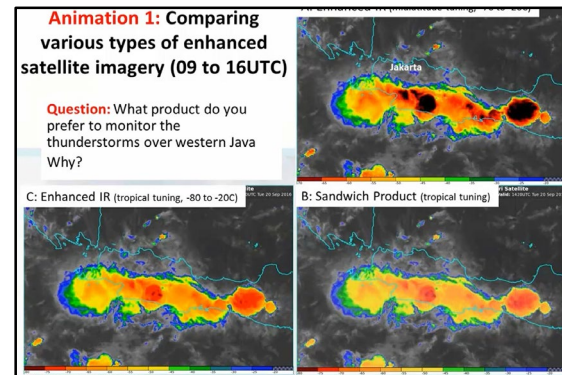 Animation 1: Comparing
various types of enhanced
satellite imagery (09 to 16UTC)
Question: What product do you
prefer to monitor the
thunderstorms over western Java
Why?
Jakarta
C: Enhanced IR (tropical tuning, -80 to -20C)
B: Sandwich Product (tropical tuning)